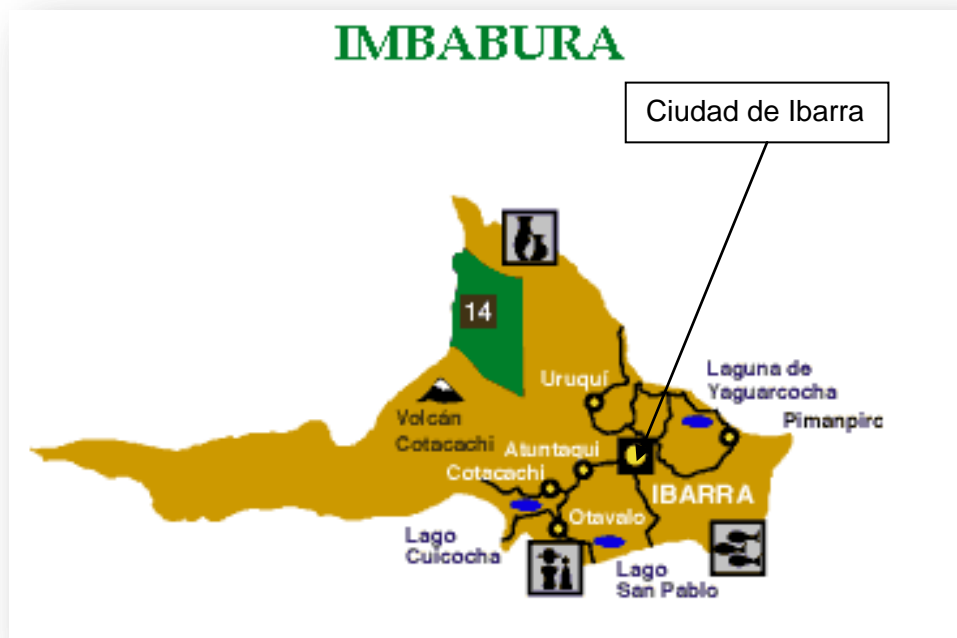 IMBABURA
Ciudad de Ibarra
14
Uruquí
Laguna de
Yaguarcocha
Pimanpirc
Volcán
Cotacachi
Atuntaqui
Cotacachi
IBARRA
Otavalo
Lago
Cuicocha
Lago
San Pablo